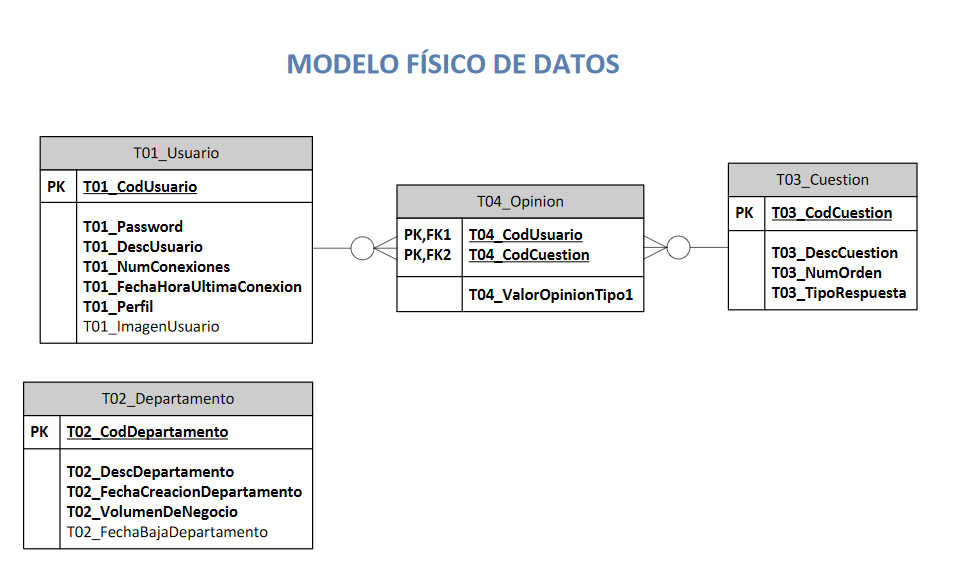 MODELO FÍSICO DE DATOS
T01_Usuario
PK T01_CodUsuario
T01_Password
T01_DescUsuario
T01_NumConexiones
T01_FechaHoraUltimaConexion
T01_Perfil
T01_ImagenUsuario
T04_Opinion
PK,FK1 T04_CodUsuario
PK,FK2 T04_CodCuestion
T04_ValorOpinionTipo1
T03_Cuestion
PK T03_CodCuestion
T03_DescCuestion
T03_NumOrden
T03_TipoRespuesta
T02_Departamento
PK T02_CodDepartamento
T02_DescDepartamento
T02_FechaCreacionDepartamento
T02_VolumenDeNegocio
T02_FechaBajaDepartamento